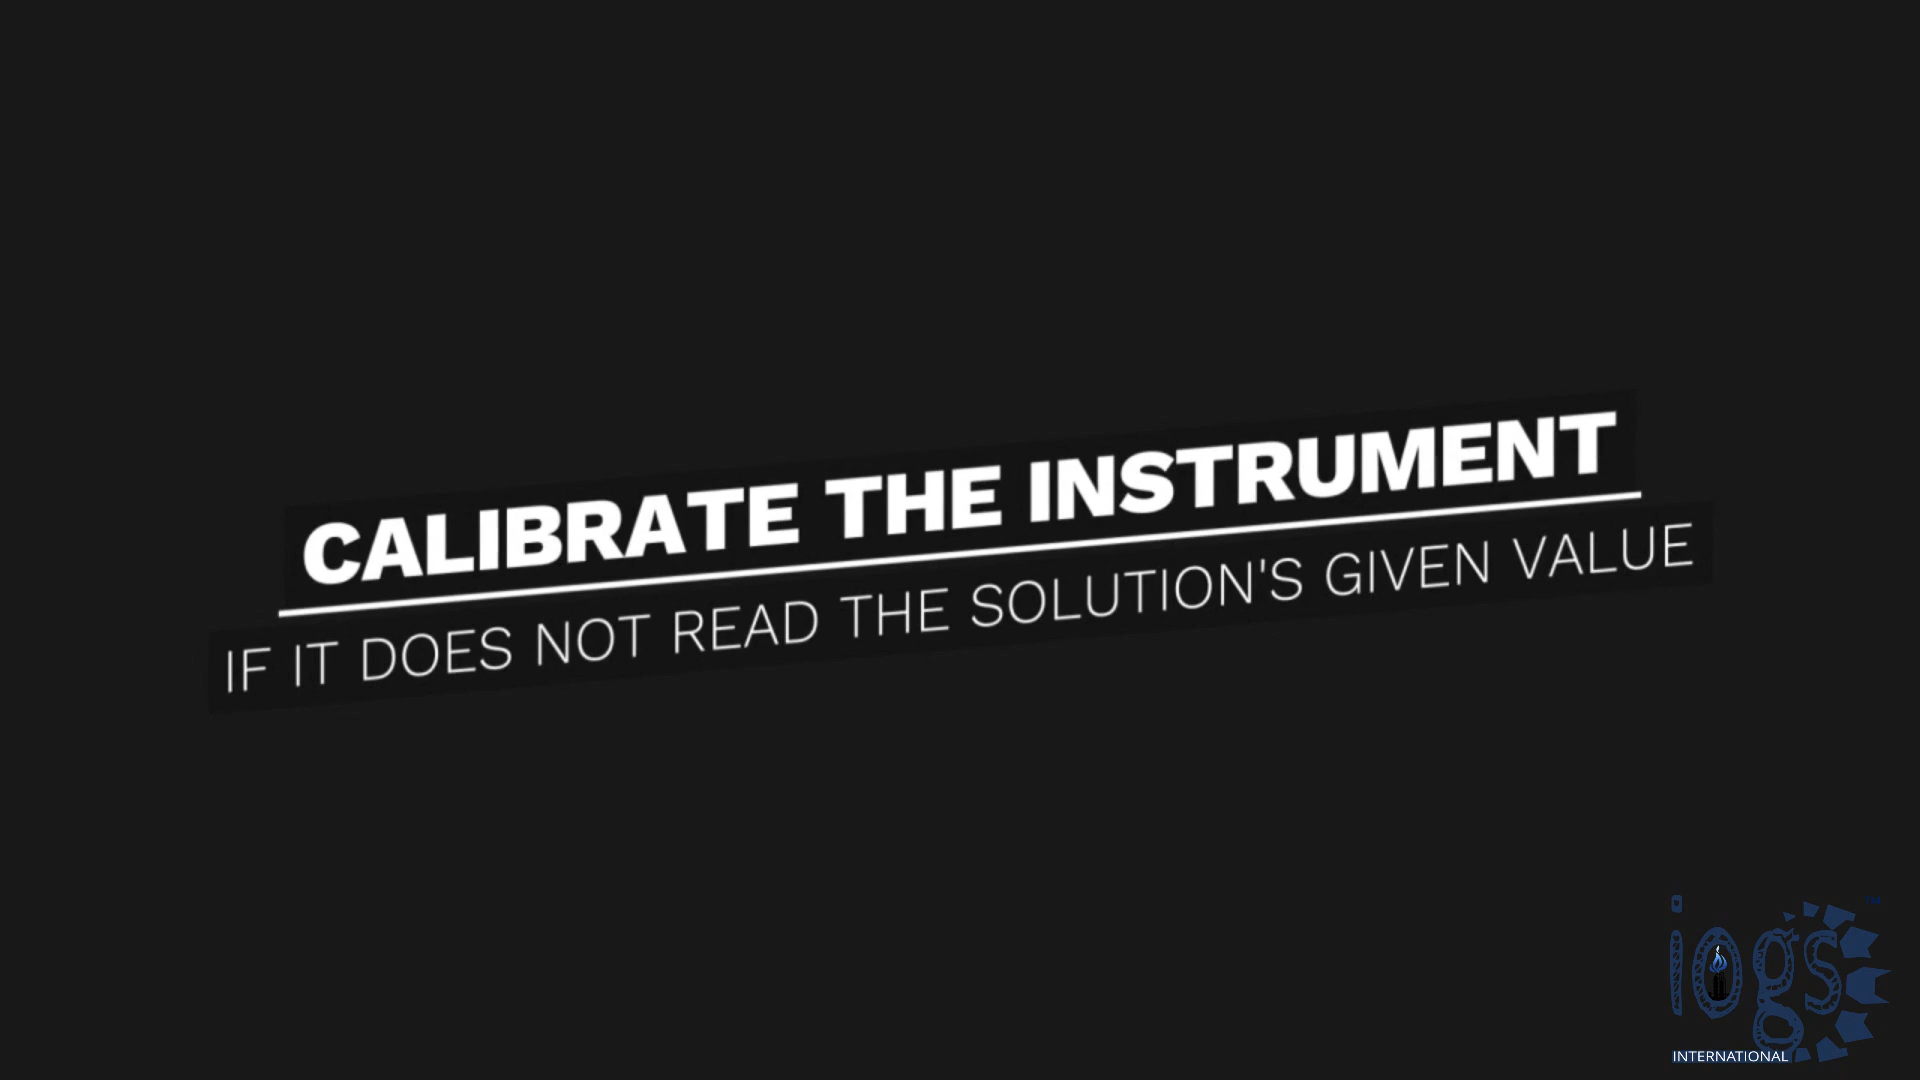 CALIBRATE THE INSTRUMENT
IF IT DOES NOT READ THE SOLUTION'S GIVEN VALUE
iogs
INTERNATIONAL